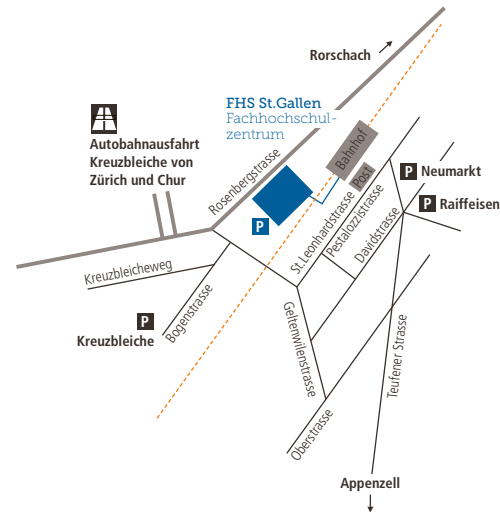 Rorschach
FHS St.Gallen
Fachhochschul-
zentrum
Autobahnausfahrt
Kreuzbleiche von
Zürich und Chur
Rosenbergstrasse
Bahnhof
Post
P Neumarkt
P Raiffeisen
P
St.Leonhardstrasse
Pestalozzistrasse
Davidstrasse
Kreuzbleicheweg
Bogenstrasse
P
Kreuzbleiche
Geltenwilenstrasse
Teufener Strasse
Oberstrasse
Appenzell